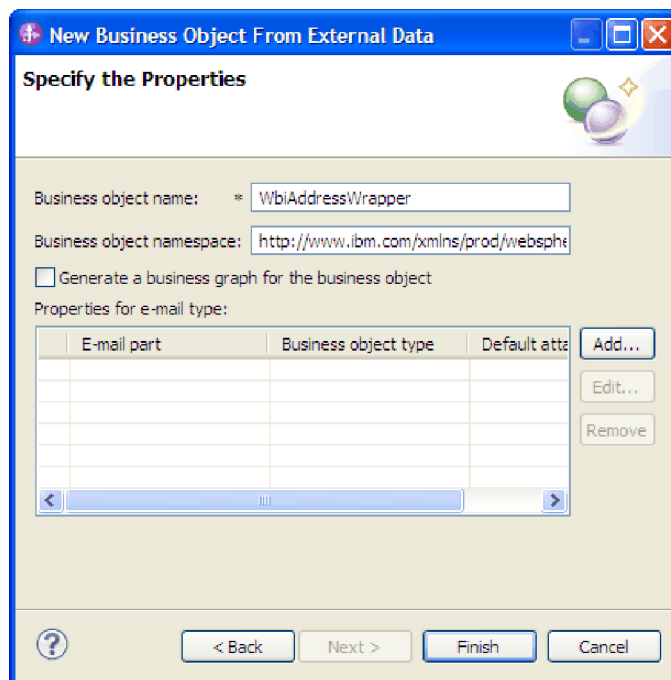 New Business Object From External Data
Specify the Properties
Business object name: * WbiAddressWrapper
Business object namespace: http://www.ibm.com/xmlns/prod/websphe
Generate a business graph for the business object
Properties for e-mail type:
E-mail part Business object type Default atta Add...
Edit...
Remove
? < Back Next > Finish Cancel